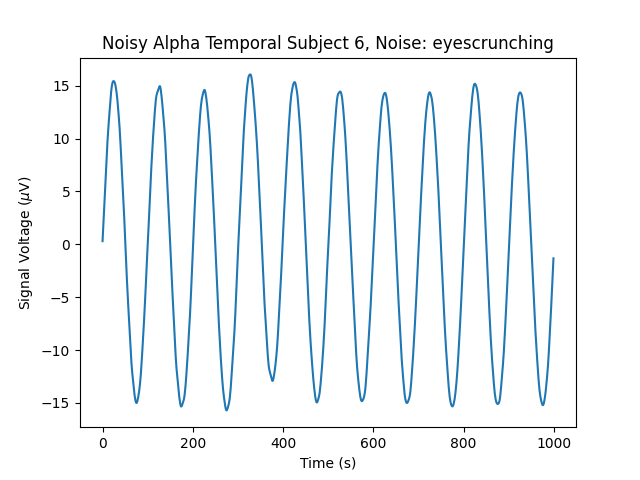 Noisy Alpha Temporal Subject 6, Noise: eyescrunching
Signal Voltage (μV)
15
10
5
0
−5
−10
−15
0 200 400 600 800 1000
Time (s)